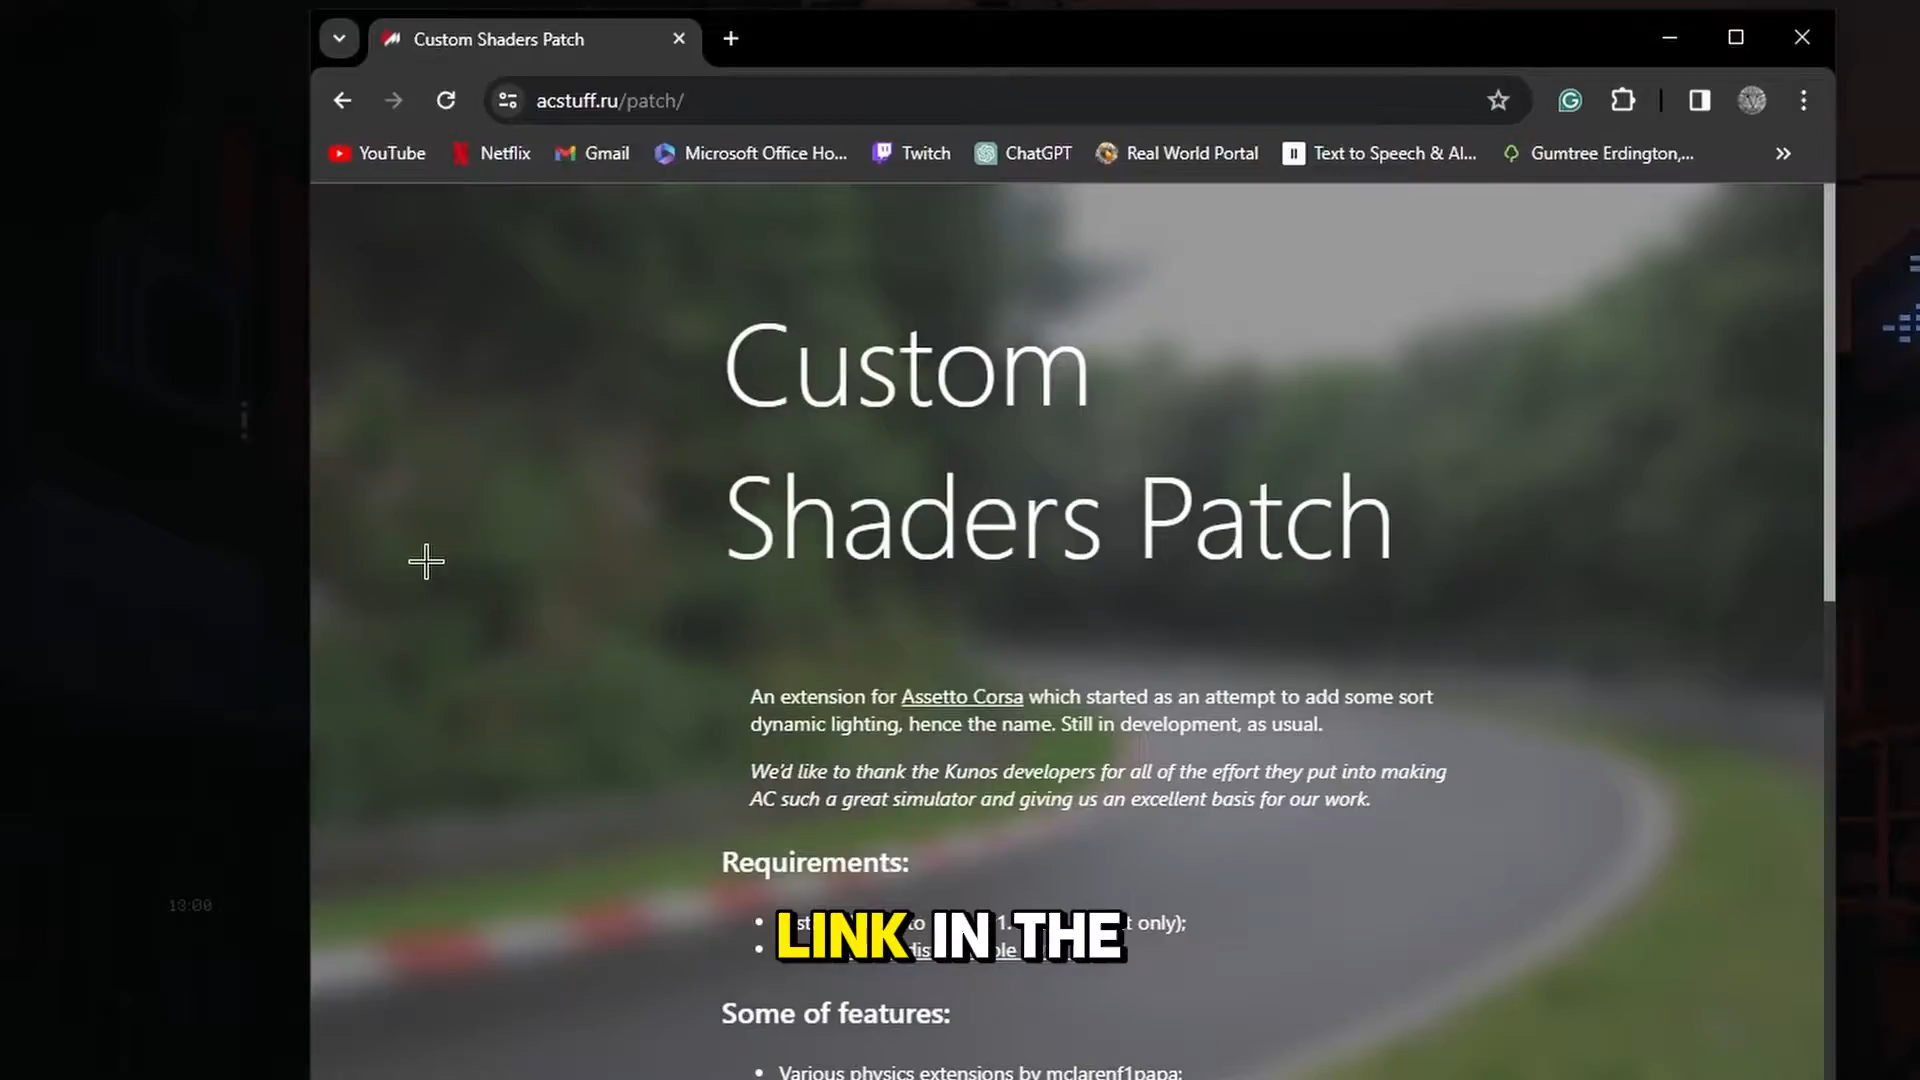 Custom Shaders Patch
acstuff.ru/patch/
YouTube
Netflix
Gmail
Microsoft Office Ho...
Twitch
ChatGPT
Real World Portal
Text to Speech & AI...
Gumtree Erdington,...
Custom
Shaders Patch
An extension for Assetto Corsa which started as an attempt to add some sort
dynamic lighting, hence the name. Still in development, as usual.
We'd like to thank the Kunos developers for all of the effort they put into making
AC such a great simulator and giving us an excellent basis for our work.
Requirements:
only);
LINK IN THE
Some of features:
Various physics extensions by mclarenf1papa;
13:00